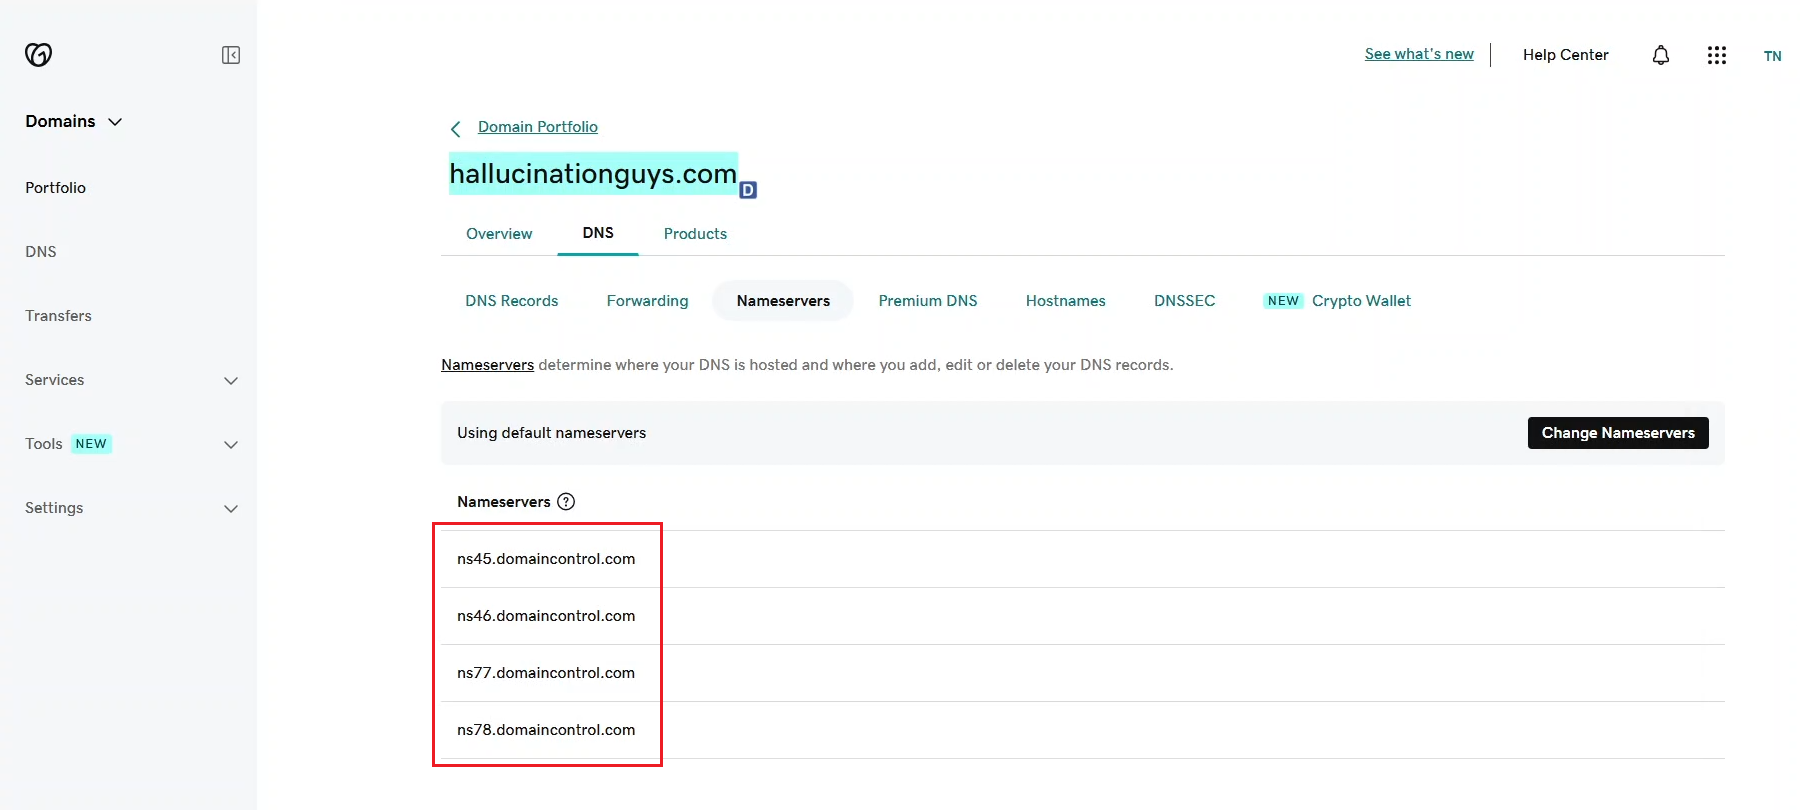 See what's new
Help Center
TN
Domains
Portfolio
DNS
Transfers
Services
Tools NEW
Settings
Domain Portfolio
hallucinationguys.com
D
Overview DNS Products
DNS Records Forwarding Nameservers Premium DNS Hostnames DNSSEC NEW Crypto Wallet
Nameservers determine where your DNS is hosted and where you add, edit or delete your DNS records.
Using default nameservers
Change Nameservers
Nameservers ?
ns45.domaincontrol.com
ns46.domaincontrol.com
ns77.domaincontrol.com
ns78.domaincontrol.com